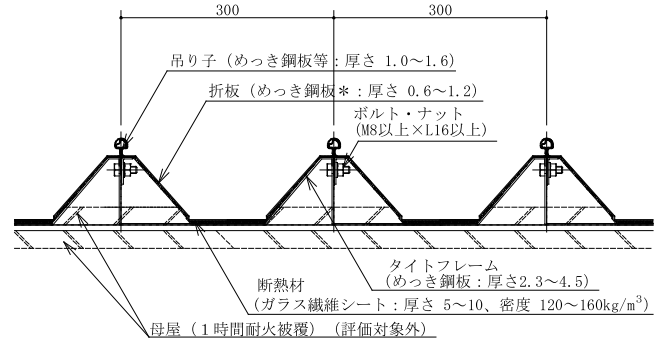 300 300
吊り子（めっき鋼板等：厚さ 1.0～1.6）
折板（めっき鋼板＊：厚さ 0.6～1.2）
ボルト・ナット
（M8以上×L16以上）
タイトフレーム
（めっき鋼板：厚さ2.3～4.5）
断熱材
（ガラス繊維シート：厚さ 5～10、密度 120～160kg/m³）
母屋（１時間耐火被覆）（評価対象外）